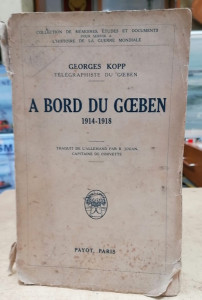 COLLECTION DE MÉMOIRES, ÉTUDES ET DOCUMENTS
POUR SERVIR A
L'HISTOIRE DE LA GUERRE MONDIALE
GEORGES KOPP
TÉLÉGRAPHISTE DU GŒBEN
A BORD DU GŒBEN
1914-1918
TRADUIT DE L'ALLEMAND PAR R. JOUAN
CAPITAINE DE CORVETTE
PAYOT, PARIS